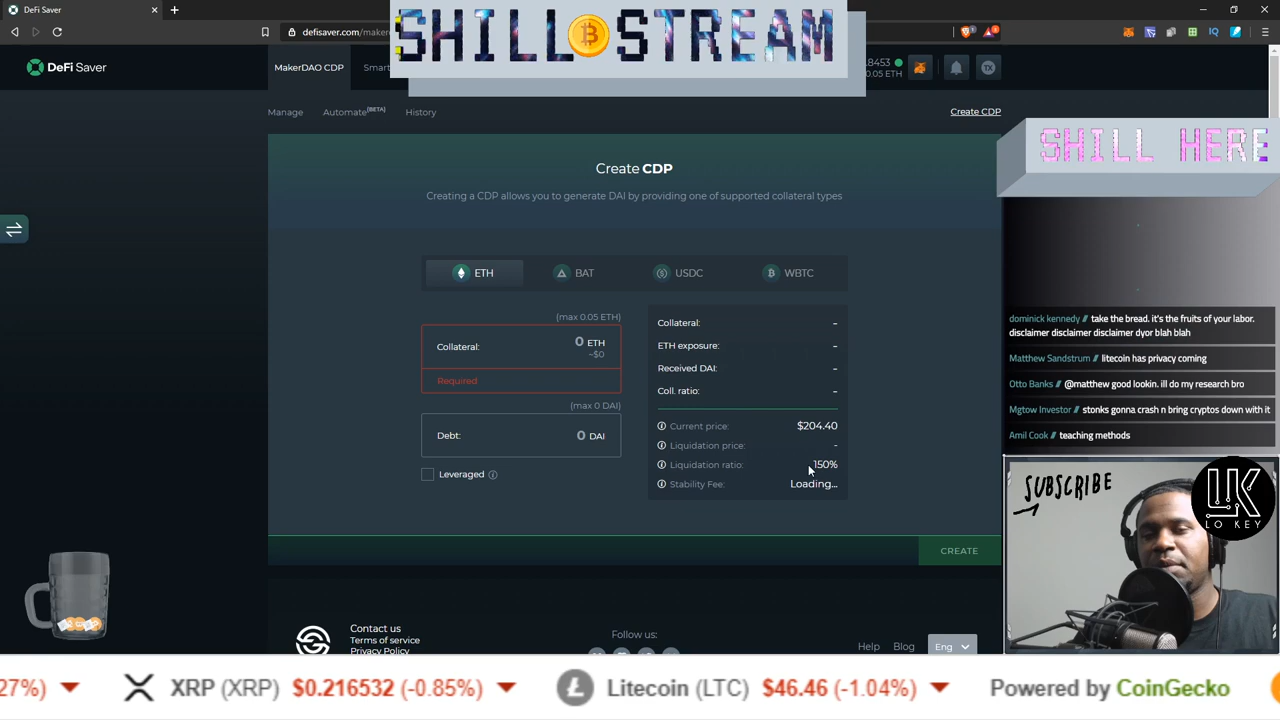 DeFi Saver
SHILL STREAM
defisaver.com/maker
IQ
DeFi Saver
MakerDAO CDP
Smart
.8453
0.05 ETH
TX
Manage
Automate(BETA)
History
Create CDP
SHILL HERE
Create CDP
Creating a CDP allows you to generate DAI by providing one of supported collateral types
ETH
BAT
USDC
WBTC
(max 0.05 ETH)
Collateral:
0 ETH
~$0
Required
(max 0 DAI)
Debt:
0 DAI
Leveraged
Collateral: -
ETH exposure: -
Received DAI: -
Coll. ratio: -
Current price: $204.40
Liquidation price: -
Liquidation ratio: 150%
Stability Fee: Loading...
CREATE
dominick kennedy // take the bread. it's the fruits of your labor.
disclaimer disclaimer disclaimer dyor blah blah
Matthew Sandstrum // litecoin has privacy coming
Otto Banks // @matthew good lookin. ill do my research bro
Mgtow Investor // stonks gonna crash n bring cryptos down with it
Amil Cook // teaching methods
SUBSCRIBE
LK
LO KEY
Contact us
Terms of service
Privacy Policy
Follow us:
Help
Blog
Eng
27%)
XRP (XRP) $0.216532 (-0.85%)
Litecoin (LTC) $46.46 (-1.04%)
Powered by CoinGecko